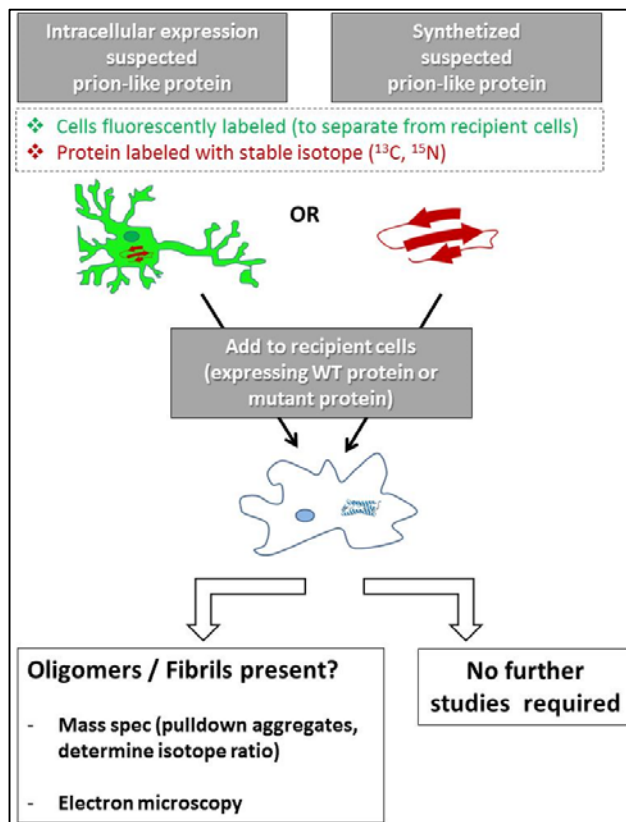 Intracellular expression
suspected
prion-like protein
Synthetized
suspected
prion-like protein
❖ Cells fluorescently labeled (to separate from recipient cells)
❖ Protein labeled with stable isotope (¹³C, ¹⁵N)
OR
Add to recipient cells
(expressing WT protein or
mutant protein)
Oligomers / Fibrils present?
- Mass spec (pulldown aggregates,
determine isotope ratio)
- Electron microscopy
No further
studies required